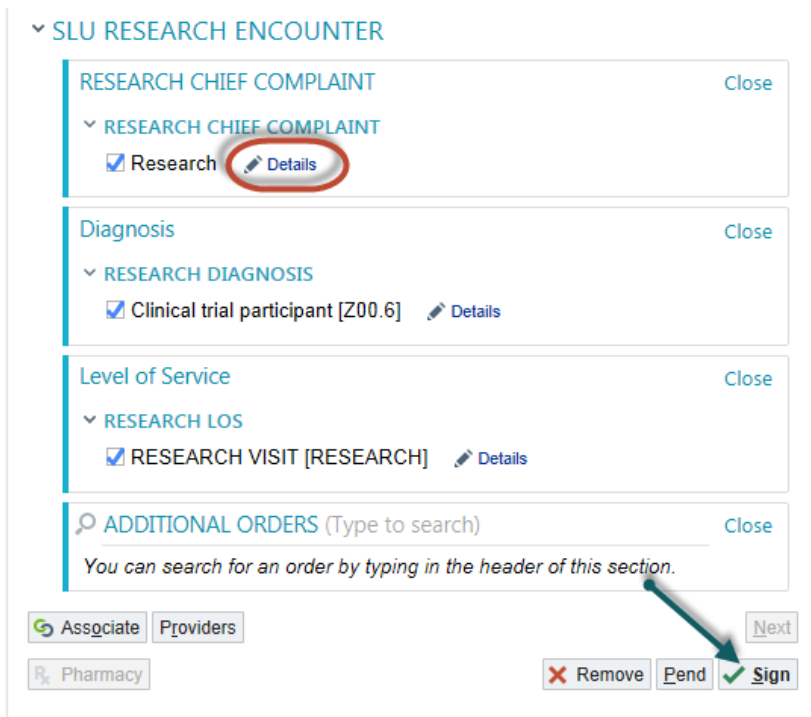 SLU RESEARCH ENCOUNTER
RESEARCH CHIEF COMPLAINT Close
RESEARCH CHIEF COMPLAINT
Research Details
Diagnosis Close
RESEARCH DIAGNOSIS
Clinical trial participant [Z00.6] Details
Level of Service Close
RESEARCH LOS
RESEARCH VISIT [RESEARCH] Details
ADDITIONAL ORDERS (Type to search) Close
You can search for an order by typing in the header of this section.
Associate Providers Next
Rx Pharmacy Remove Pend Sign